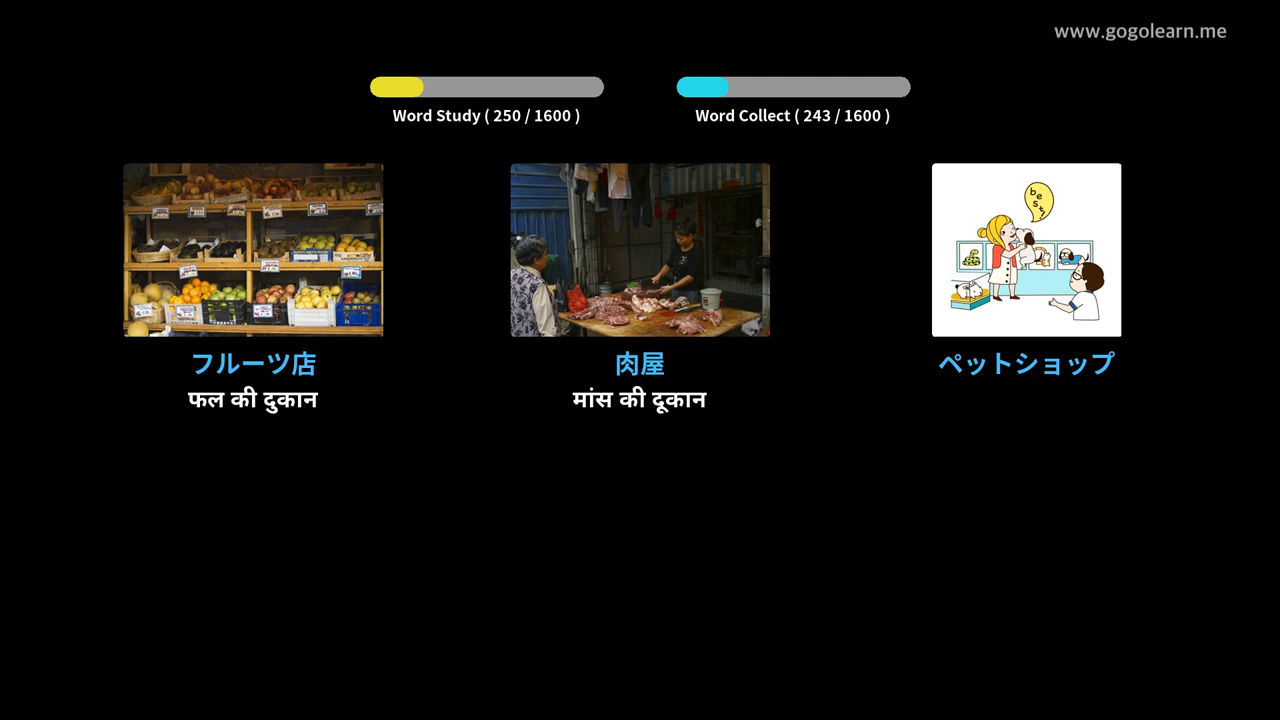 www.gogolearn.me
Word Study ( 250 / 1600 )
Word Collect ( 243 / 1600 )
best
フルーツ店
肉屋
ペットショップ
फल की दुकान
मांस की दूकान